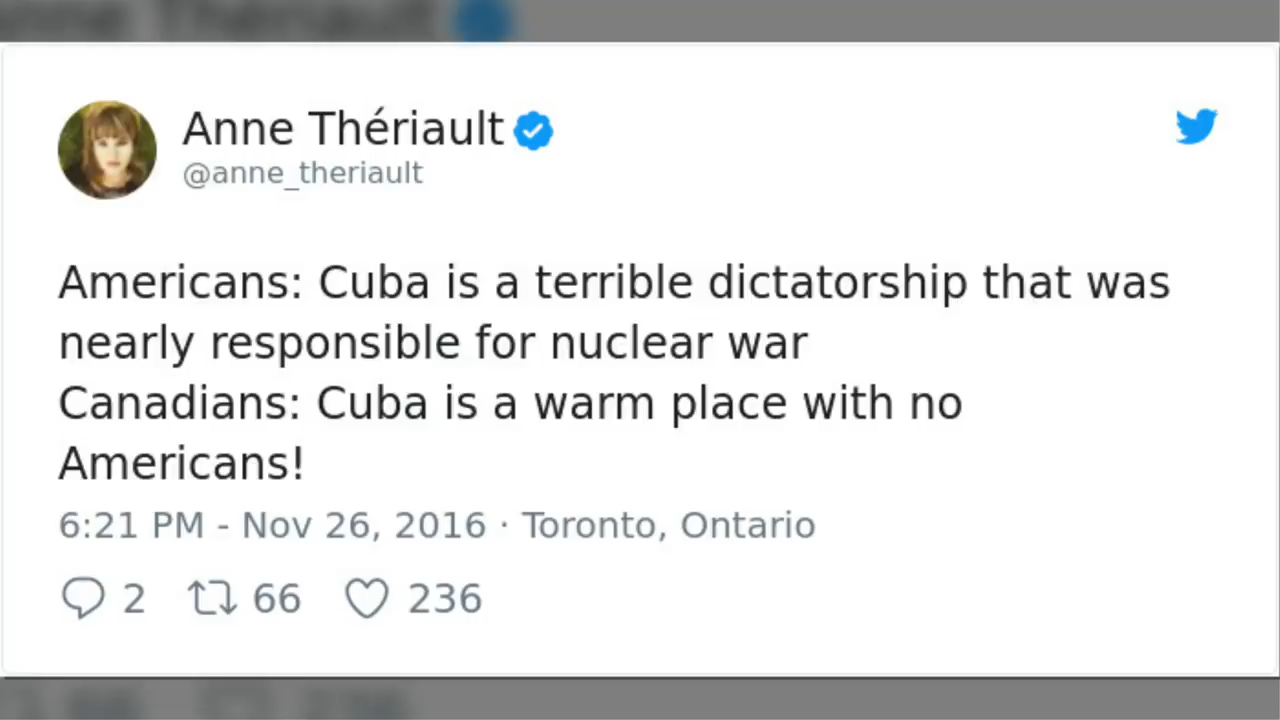 Anne Thériault
@anne_theriault
Americans: Cuba is a terrible dictatorship that was
nearly responsible for nuclear war
Canadians: Cuba is a warm place with no
Americans!
6:21 PM - Nov 26, 2016 · Toronto, Ontario
2 66 236